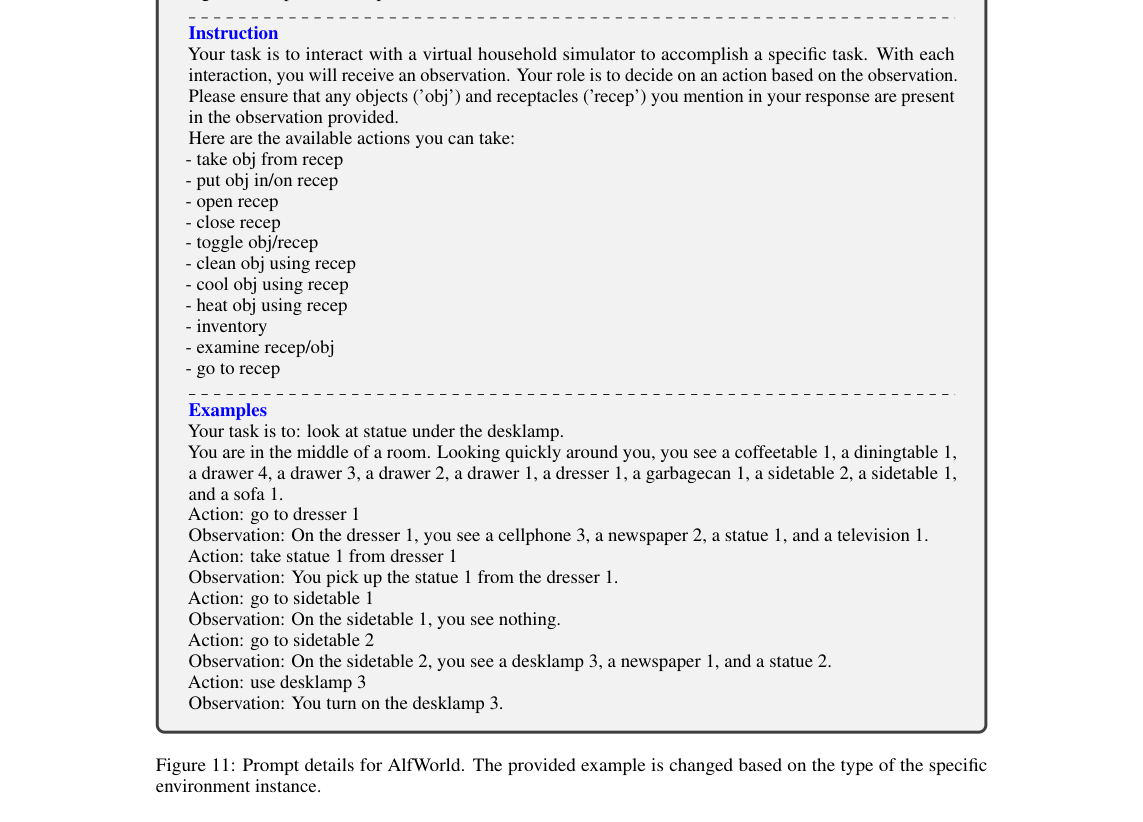 Instruction
Your task is to interact with a virtual household simulator to accomplish a specific task. With each
interaction, you will receive an observation. Your role is to decide on an action based on the observation.
Please ensure that any objects (’obj’) and receptacles (’recep’) you mention in your response are present
in the observation provided.
Here are the available actions you can take:
- take obj from recep
- put obj in/on recep
- open recep
- close recep
- toggle obj/recep
- clean obj using recep
- cool obj using recep
- heat obj using recep
- inventory
- examine recep/obj
- go to recep
Examples
Your task is to: look at statue under the desklamp.
You are in the middle of a room. Looking quickly around you, you see a coffeetable 1, a diningtable 1,
a drawer 4, a drawer 3, a drawer 2, a drawer 1, a dresser 1, a garbagecan 1, a sidetable 2, a sidetable 1,
and a sofa 1.
Action: go to dresser 1
Observation: On the dresser 1, you see a cellphone 3, a newspaper 2, a statue 1, and a television 1.
Action: take statue 1 from dresser 1
Observation: You pick up the statue 1 from the dresser 1.
Action: go to sidetable 1
Observation: On the sidetable 1, you see nothing.
Action: go to sidetable 2
Observation: On the sidetable 2, you see a desklamp 3, a newspaper 1, and a statue 2.
Action: use desklamp 3
Observation: You turn on the desklamp 3.
Figure 11: Prompt details for AlfWorld. The provided example is changed based on the type of the specific
environment instance.